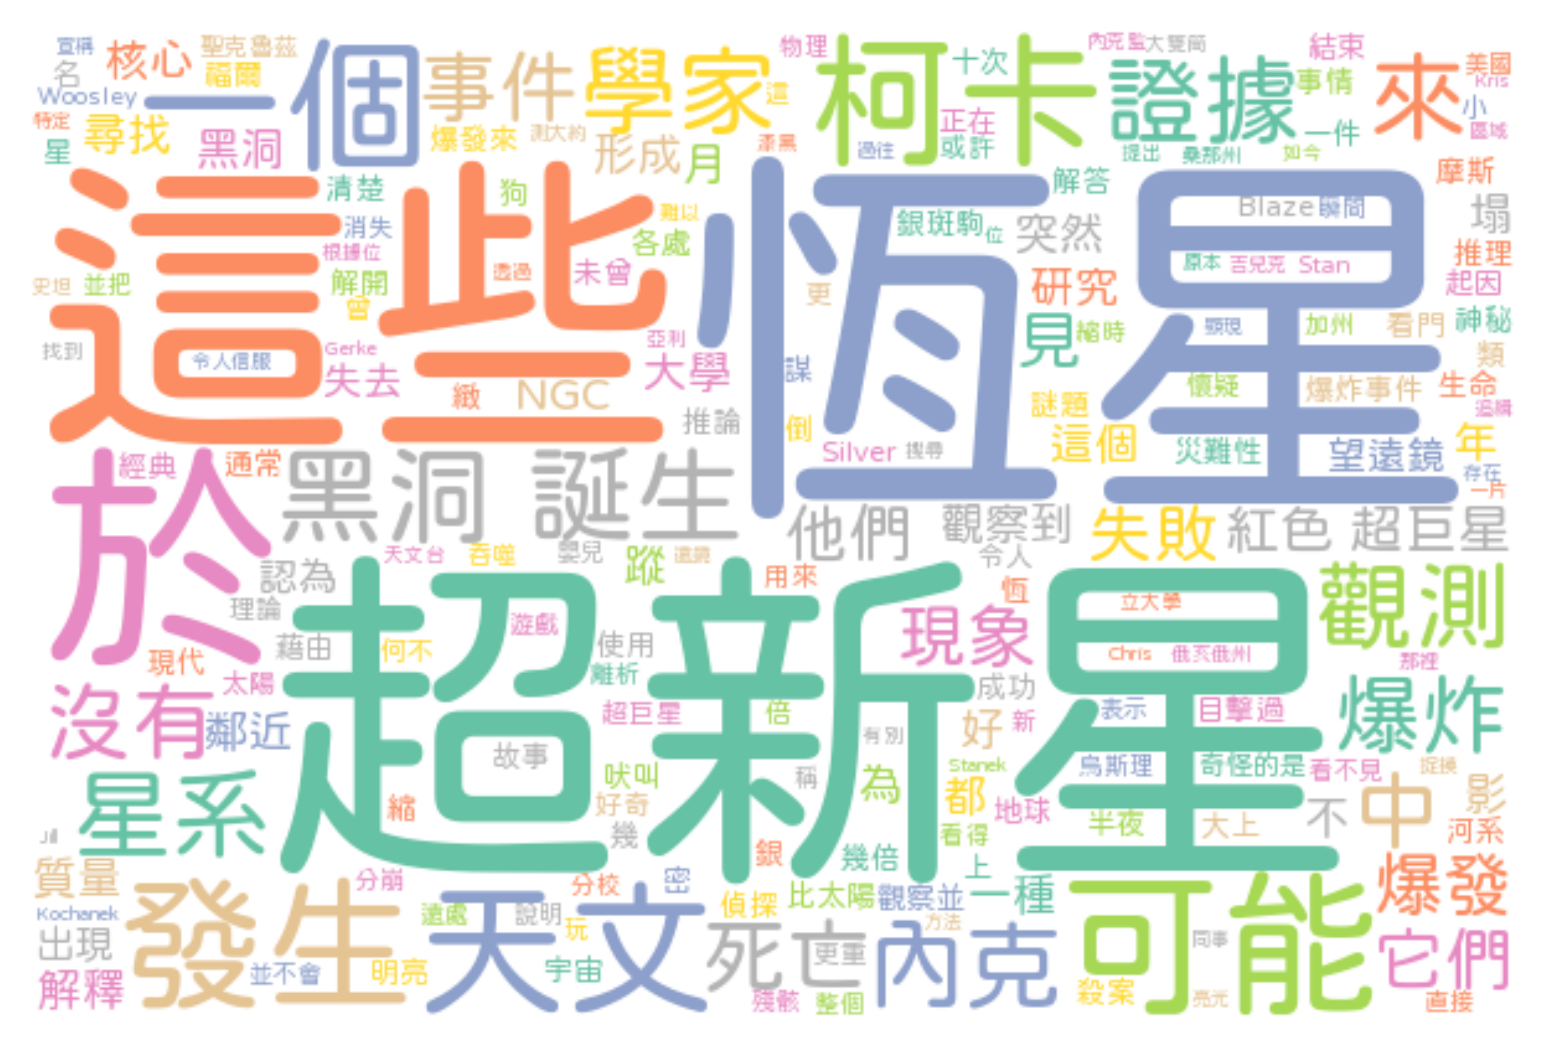 宣稱 核心 聖克魯茲 物理 十次 內克監 大雙筒 結束 美國
名 福爾 一個 事件 學家 這 柯卡 證據 事情 來 Kris
Woosley 小
特定 尋找 黑洞 爆發來 測大約 形成 月 漆黑 正在 一件 區域
星 過往 或許 提出 桑那州 如今
清楚 狗 難以 解答 摩斯
這些 恆星
消失 各處 銀斑駒 位 突然 Blaze 瞬間 塌
根據位 推理
史坦 並把 解開 透過 未曾 更 研究 原本 吉兒克 Stan 起因
曾 見 縮時 顯現 加州 看門 神秘
找到 令人信服 Gerke 亞利 類
失去 大學 謀 懷疑 爆炸事件 生命
緻 NGC 謎題 追緝
推論 倒 這個 年
經典 通常 Silver 搜尋 災難性 望遠鏡 存在
於 黑洞 誕生 一片
他們 觀察到 失敗 紅色 超巨星
天文台 吞噬 嬰兒 蹤 令人
認為 用來 恆 觀測
理論 超新星 立大學
藉由 何不 遊戲 使用 現象 Chris 俄亥俄州 那裡
現代 太陽 離析 成功
沒有 鄰近 超巨星 倍 好 新 表示 目擊過 爆炸
故事 有別
星系 吠叫 稱 為 Stanek 烏斯理 奇怪的是 看不見
縮 好奇 都 地球 不 中 影
Jill 幾 看得 半夜 大上 河系
質量 分崩 銀 幾倍 上
發生 天文 分校 密 偵探 比太陽 觀察並 一種 可能 爆發
Kochanek 遠處 說明 玩 方法
出現 死亡 更重 內克 同事 它們
解釋 並不會 明亮 宇宙 殘骸 整個 殺案 亮元 直接